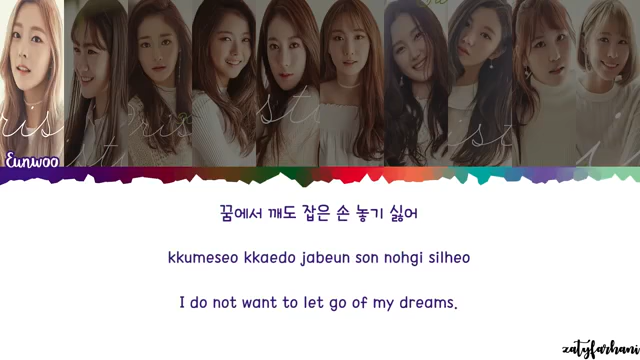 Eunwoo
꿈에서 깨도 잡은 손 놓기 싫어
kkumeseo kkaedo jabeun son nohgi silheo
I do not want to let go of my dreams.
zatyfarhani